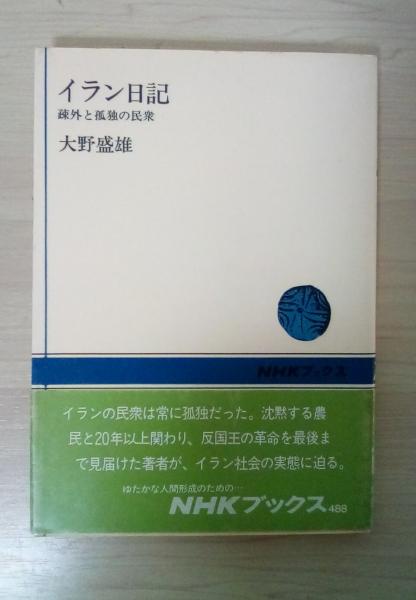 イラン日記
疎外と孤独の民衆
大野盛雄
NHKブックス
イランの民衆は常に孤独だった。沈黙する農
民と20年以上関わり、反国王の革命を最後ま
で見届けた著者が、イラン社会の実態に迫る。
ゆたかな人間形成のための…
NHKブックス488